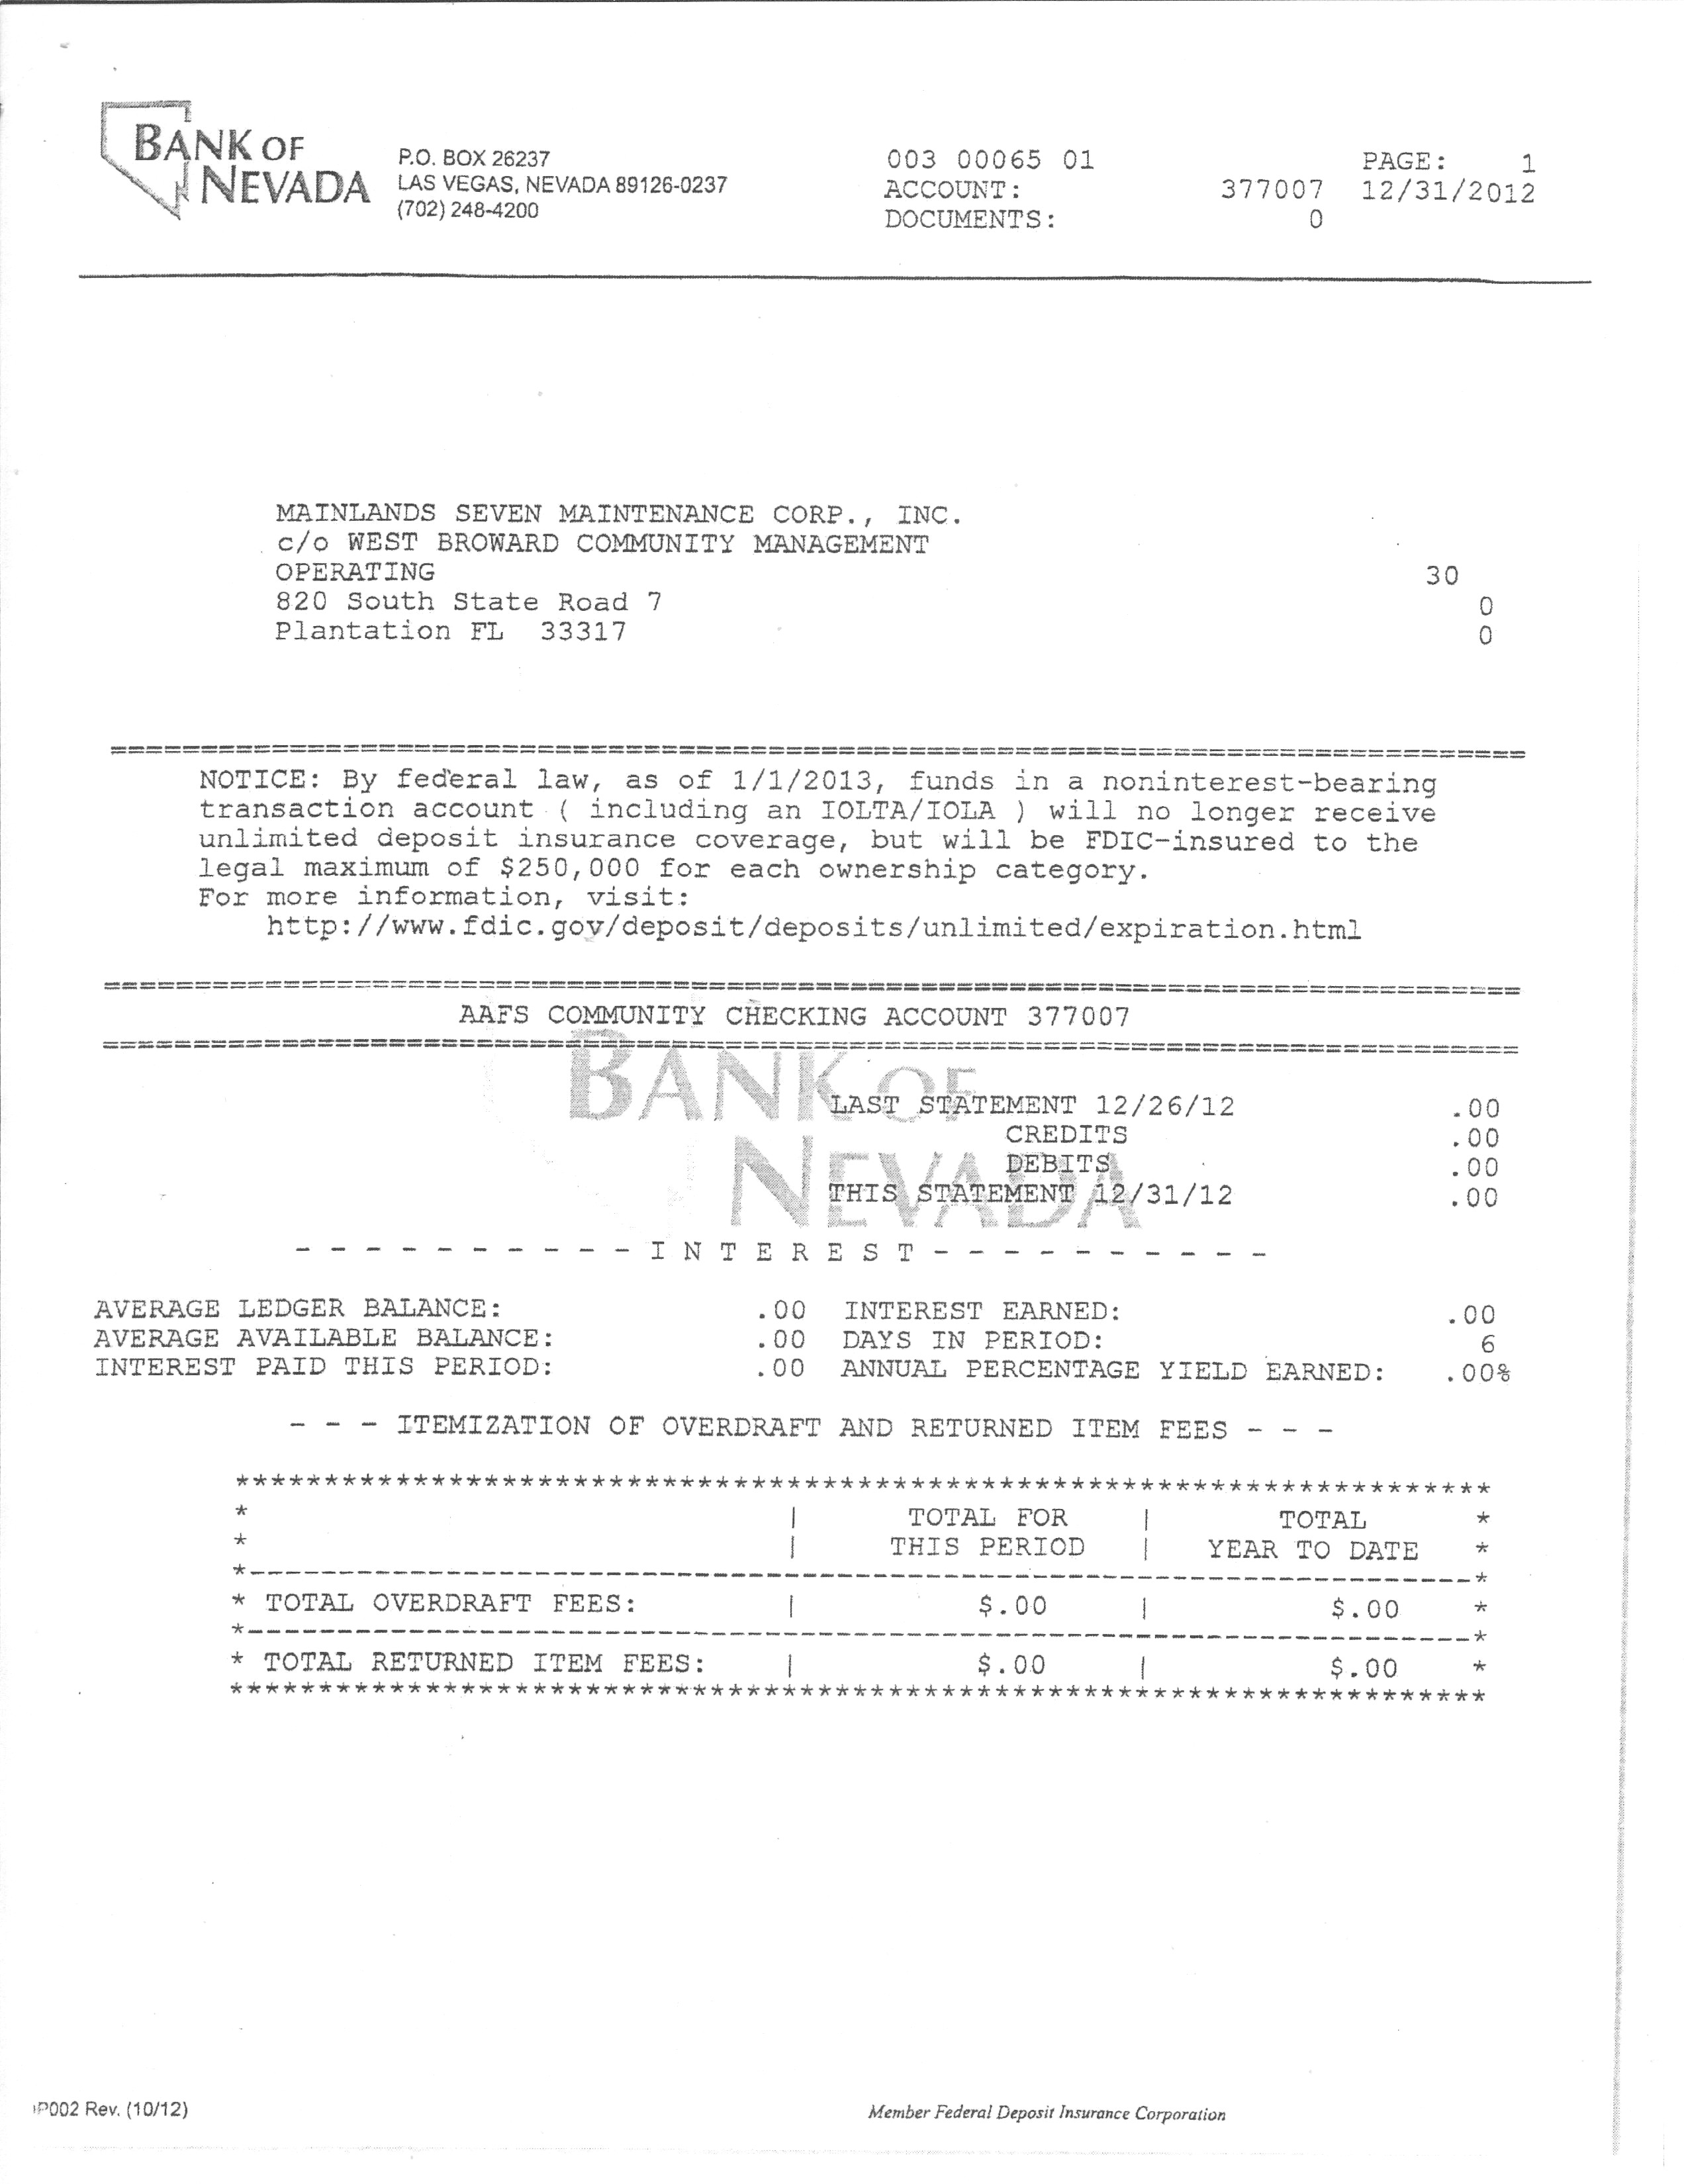 BANK OF
NEVADA
P.O. BOX 26237
LAS VEGAS, NEVADA 89126-0237
(702) 248-4200
003 00065 01 PAGE: 1
ACCOUNT: 377007 12/31/2012
DOCUMENTS: 0
MAINLANDS SEVEN MAINTENANCE CORP., INC.
c/o WEST BROWARD COMMUNITY MANAGEMENT
OPERATING 30
820 South State Road 7 0
Plantation FL 33317 0
NOTICE: By federal law, as of 1/1/2013, funds in a noninterest-bearing
transaction account ( including an IOLTA/IOLA ) will no longer receive
unlimited deposit insurance coverage, but will be FDIC-insured to the
legal maximum of $250,000 for each ownership category.
For more information, visit:
http://www.fdic.gov/deposit/deposits/unlimited/expiration.html
AAFS COMMUNITY CHECKING ACCOUNT 377007
BANK OF
NEVADA
LAST STATEMENT 12/26/12 .00
CREDITS .00
DEBITS .00
THIS STATEMENT 12/31/12 .00
- - - - - - - - - - I N T E R E S T - - - - - - - - - -
AVERAGE LEDGER BALANCE: .00 INTEREST EARNED: .00
AVERAGE AVAILABLE BALANCE: .00 DAYS IN PERIOD: 6
INTEREST PAID THIS PERIOD: .00 ANNUAL PERCENTAGE YIELD EARNED: .00%
- - - ITEMIZATION OF OVERDRAFT AND RETURNED ITEM FEES - - -
* | TOTAL FOR | TOTAL *
* | THIS PERIOD | YEAR TO DATE *
* TOTAL OVERDRAFT FEES: | $.00 | $.00 *
* TOTAL RETURNED ITEM FEES: | $.00 | $.00 *
P002 Rev. (10/12)
Member Federal Deposit Insurance Corporation